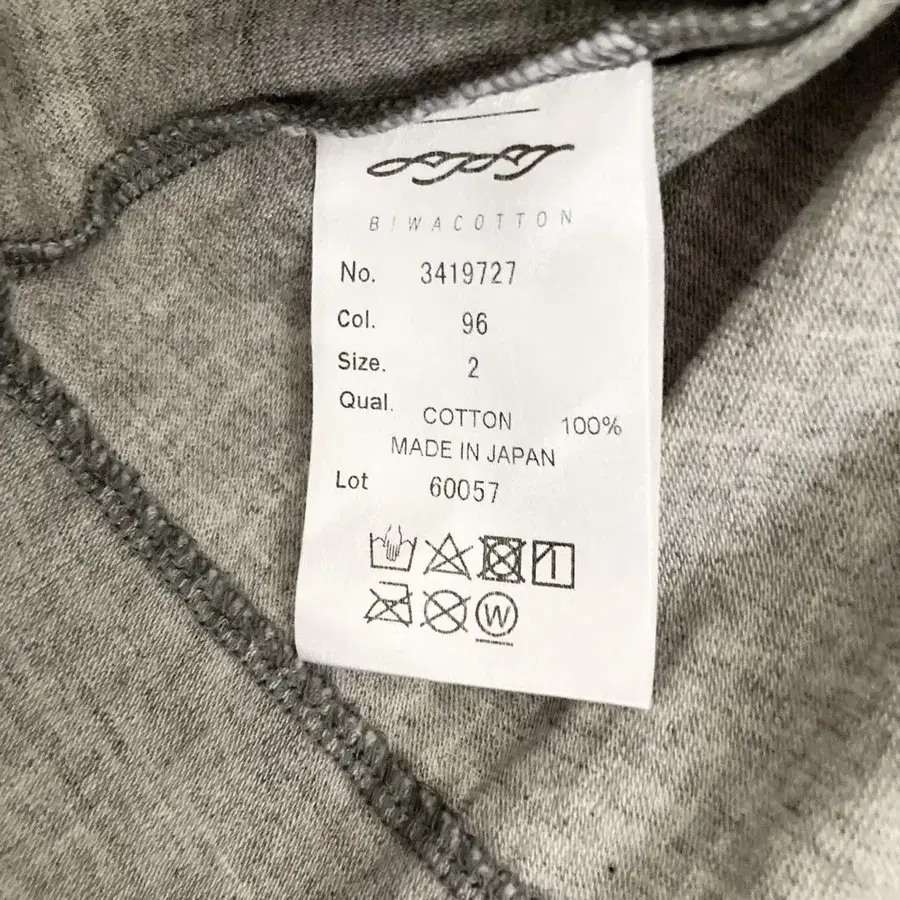 BIWACOTTON
No. 3419727
Col. 96
Size. 2
Qual. COTTON 100%
MADE IN JAPAN
Lot 60057
W